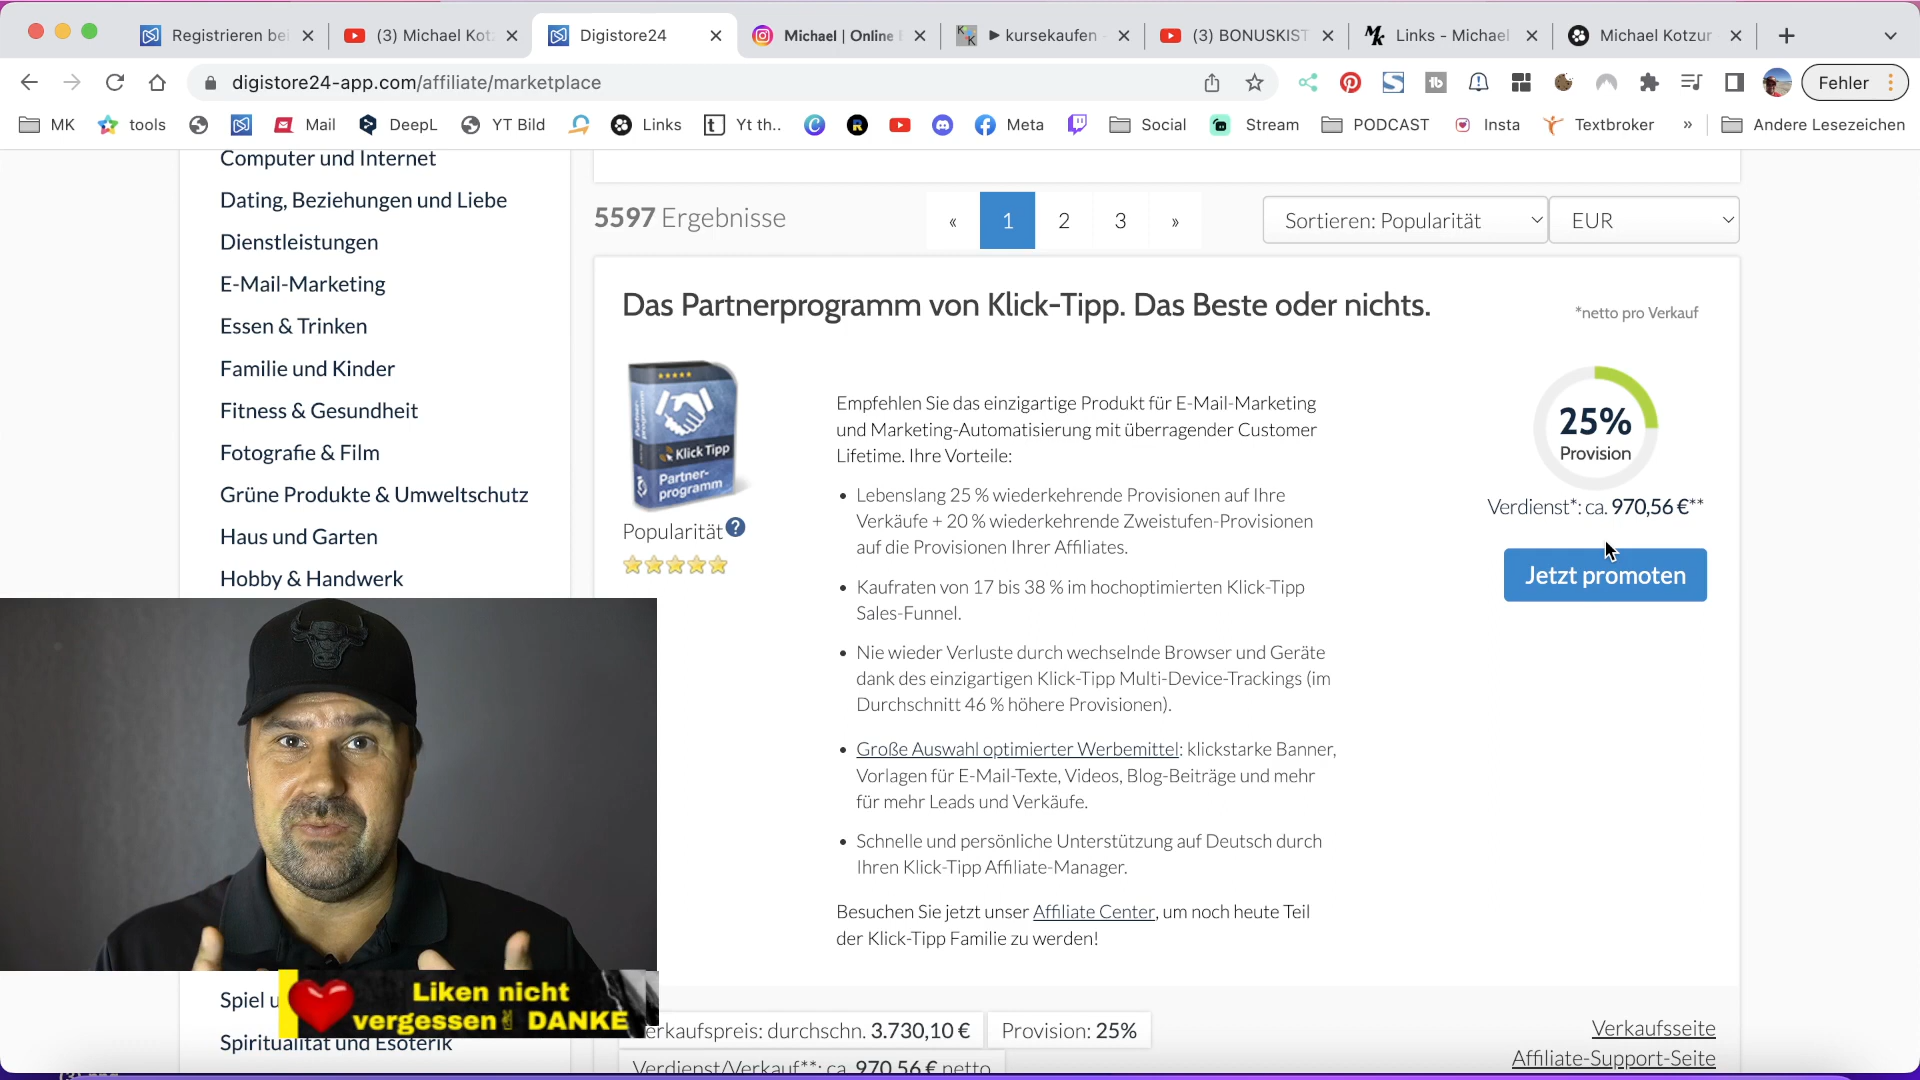 Registrieren bei
(3) Michael Kotz
Digistore24
Michael | Online
kursekaufen -
(3) BONUSKIST
Links - Michael
Michael Kotzur
digistore24-app.com/affiliate/marketplace
Fehler
MK
tools
Mail
DeepL
YT Bild
Links
Yt th..
Meta
Social
Stream
PODCAST
Insta
Textbroker
»
Andere Lesezeichen
Computer und Internet
Dating, Beziehungen und Liebe
Dienstleistungen
E-Mail-Marketing
Essen & Trinken
Familie und Kinder
Fitness & Gesundheit
Fotografie & Film
Grüne Produkte & Umweltschutz
Haus und Garten
Hobby & Handwerk
Spiel u
Spiritualität und Esoterik
5597 Ergebnisse
« 1 2 3 »
Sortieren: Popularität
EUR
Das Partnerprogramm von Klick-Tipp. Das Beste oder nichts.
*netto pro Verkauf
Klick Tipp
Partner-
programm
Popularität
Empfehlen Sie das einzigartige Produkt für E-Mail-Marketing
und Marketing-Automatisierung mit überragender Customer
Lifetime. Ihre Vorteile:
• Lebenslang 25 % wiederkehrende Provisionen auf Ihre
Verkäufe + 20 % wiederkehrende Zweistufen-Provisionen
auf die Provisionen Ihrer Affiliates.
• Kaufraten von 17 bis 38 % im hochoptimierten Klick-Tipp
Sales-Funnel.
• Nie wieder Verluste durch wechselnde Browser und Geräte
dank des einzigartigen Klick-Tipp Multi-Device-Trackings (im
Durchschnitt 46 % höhere Provisionen).
• Große Auswahl optimierter Werbemittel: klickstarke Banner,
Vorlagen für E-Mail-Texte, Videos, Blog-Beiträge und mehr
für mehr Leads und Verkäufe.
• Schnelle und persönliche Unterstützung auf Deutsch durch
Ihren Klick-Tipp Affiliate-Manager.
Besuchen Sie jetzt unser Affiliate Center, um noch heute Teil
der Klick-Tipp Familie zu werden!
25%
Provision
Verdienst*: ca. 970,56 €**
Jetzt promoten
Liken nicht
vergessen DANKE
erkaufspreis: durchschn. 3.730,10 €
Provision: 25%
Verdienst/Verkauf**: ca. 970,56 € netto
Verkaufsseite
Affiliate-Support-Seite